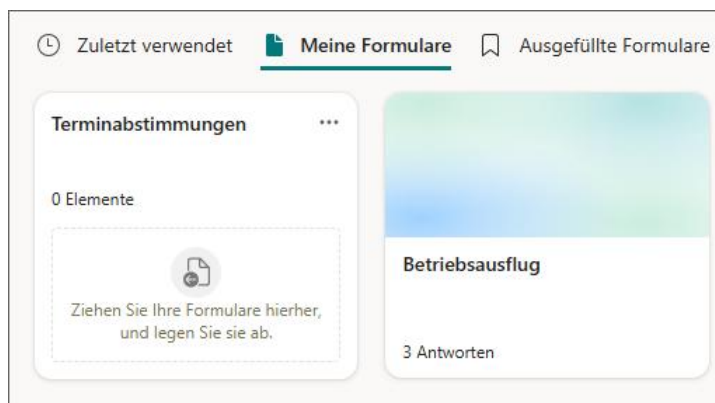 Zuletzt verwendet Meine Formulare Ausgefüllte Formulare
Terminabstimmungen
0 Elemente
Ziehen Sie Ihre Formulare hierher,
und legen Sie sie ab.
Betriebsausflug
3 Antworten